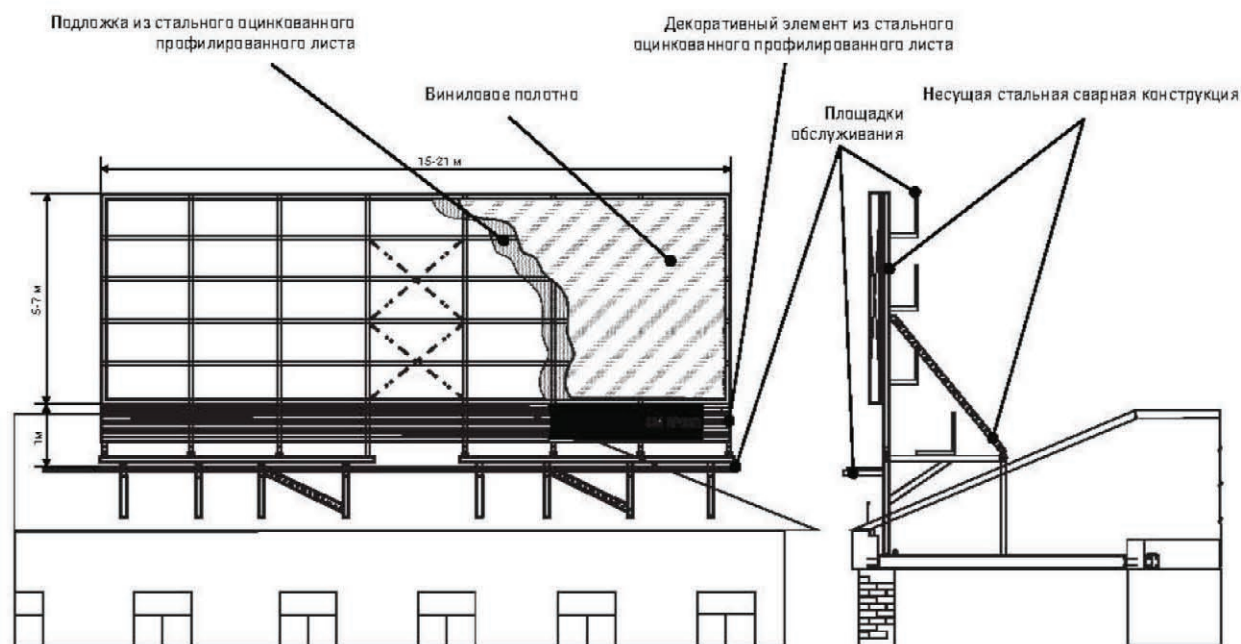 Подложка из стального оцинкованного
профилированного листа
Декоративный элемент из стального
оцинкованного профилированного листа
Виниловое полотно
Площадки
обслуживания
Несущая стальная сварная конструкция
15-21 м
5-7 м
1м